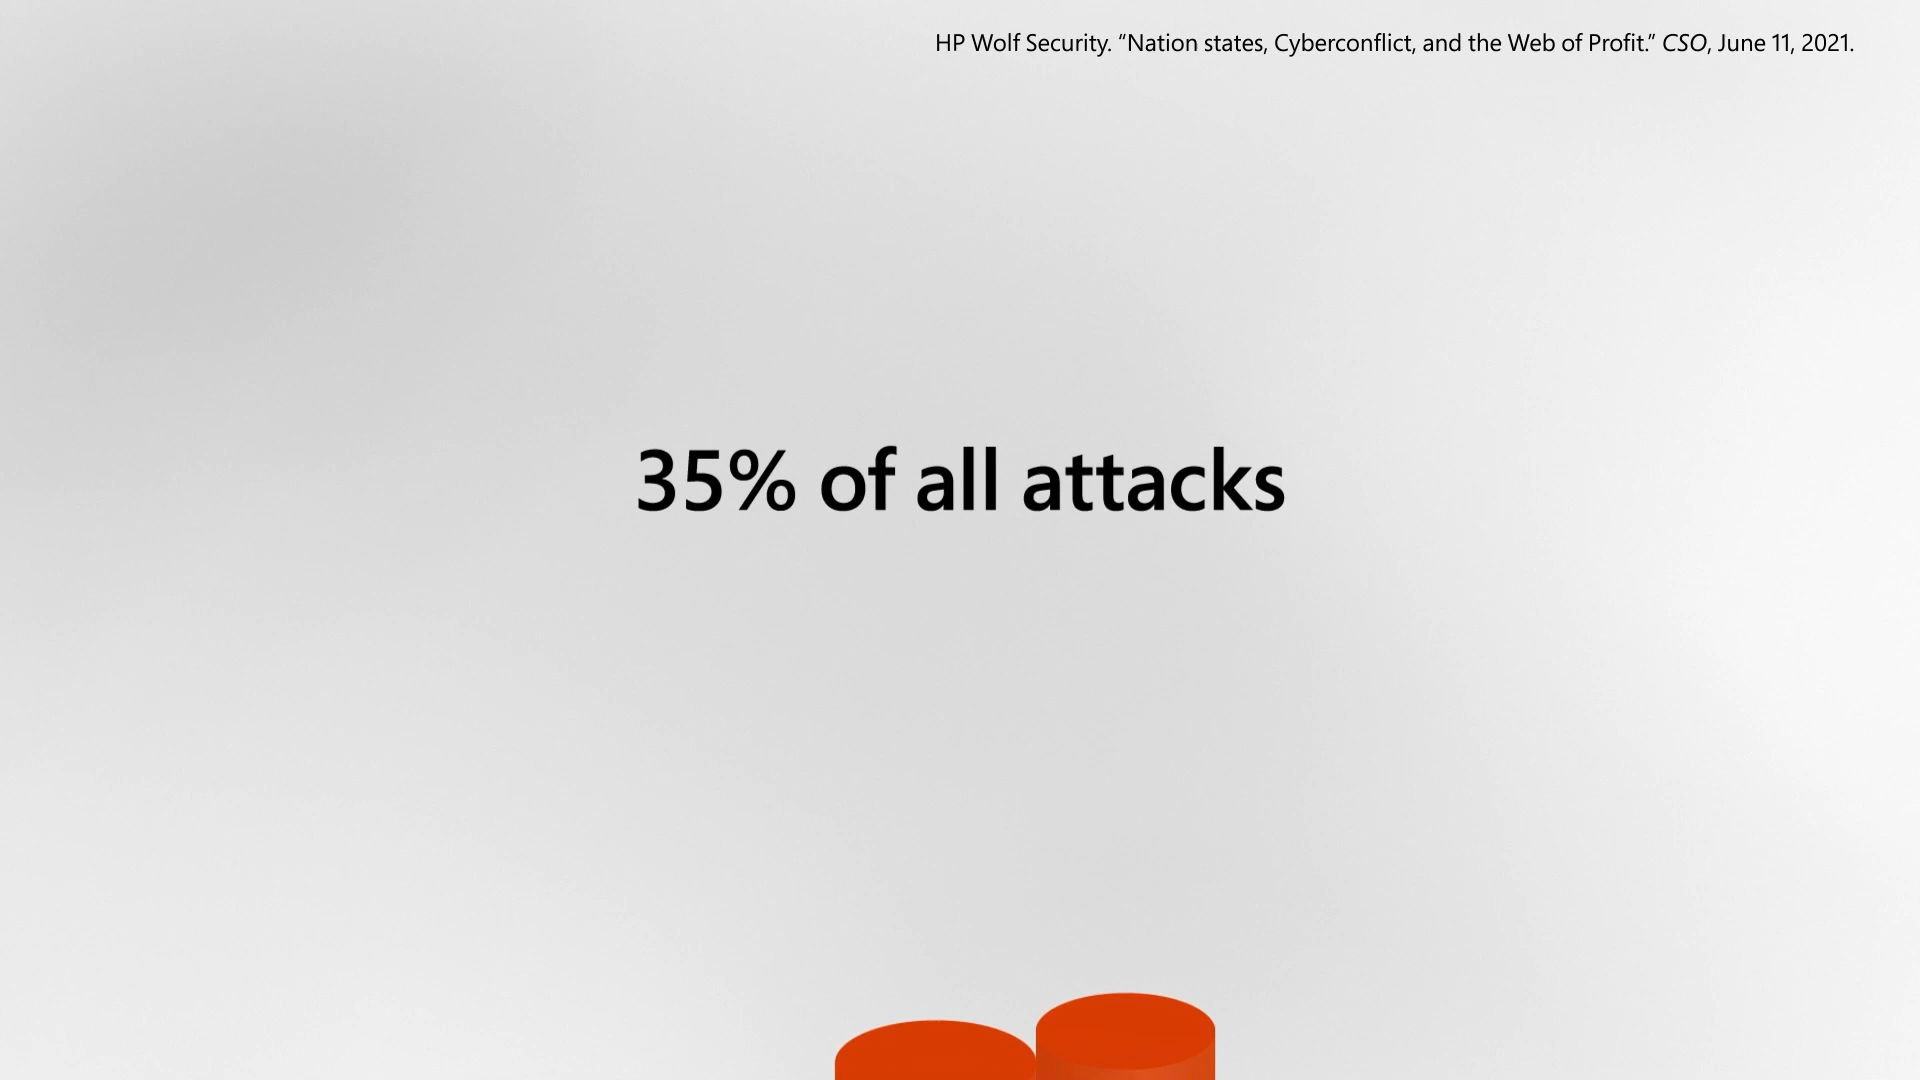 HP Wolf Security. “Nation states, Cyberconflict, and the Web of Profit.” CSO, June 11, 2021.
35% of all attacks